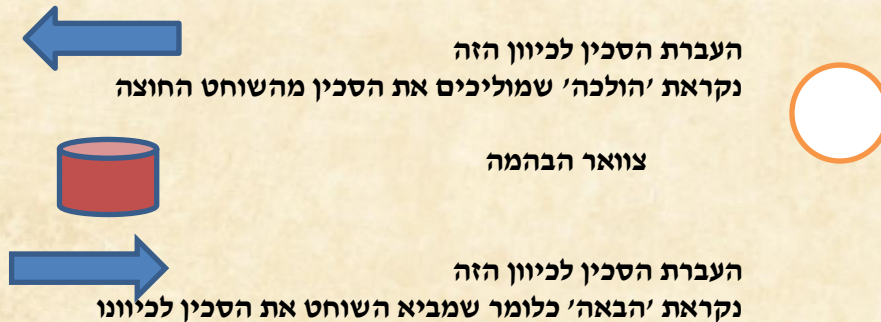 העברת הסכין לכיוון הזה
נקראת 'הולכה' שמוליכים את הסכין מהשוחט החוצה
צוואר הבהמה
העברת הסכין לכיוון הזה
נקראת 'הבאה' כלומר שמביא השוחט את הסכין לכיוונו